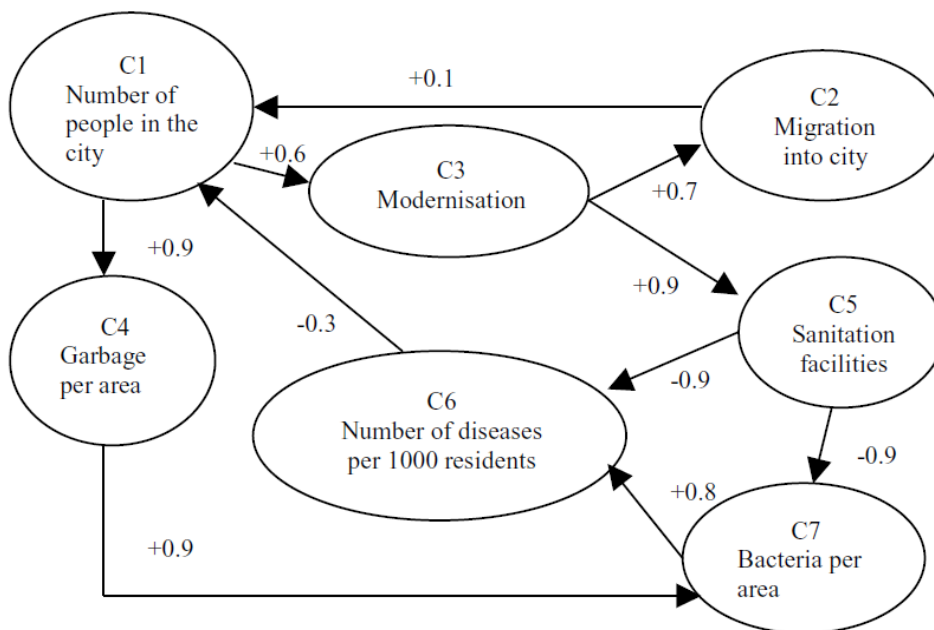 C1
Number of
people in the
city
+0.1
C2
Migration
into city
+0.6
C3
Modernisation
+0.7
+0.9
+0.9
C4
Garbage
per area
-0.3
C5
Sanitation
facilities
-0.9
C6
Number of diseases
per 1000 residents
-0.9
+0.8
+0.9
C7
Bacteria per
area